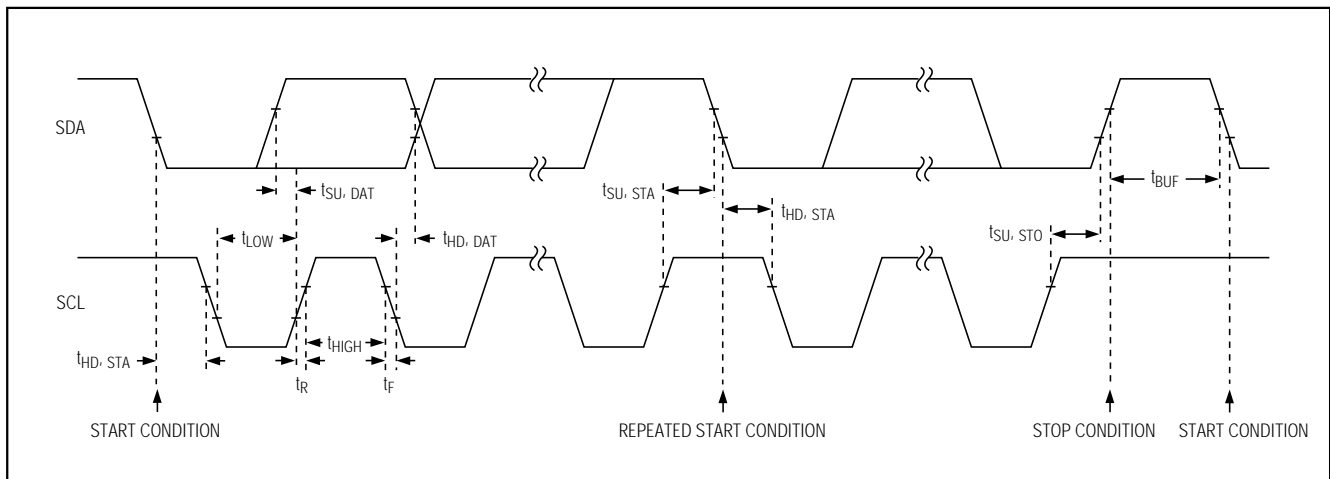 SDA
tSU, DAT
tSU, STA
tBUF
tHD, STA
tLOW
tHD, DAT
tSU, STO
SCL
tHIGH
tHD, STA
tR
tF
START CONDITION
REPEATED START CONDITION
STOP CONDITION
START CONDITION